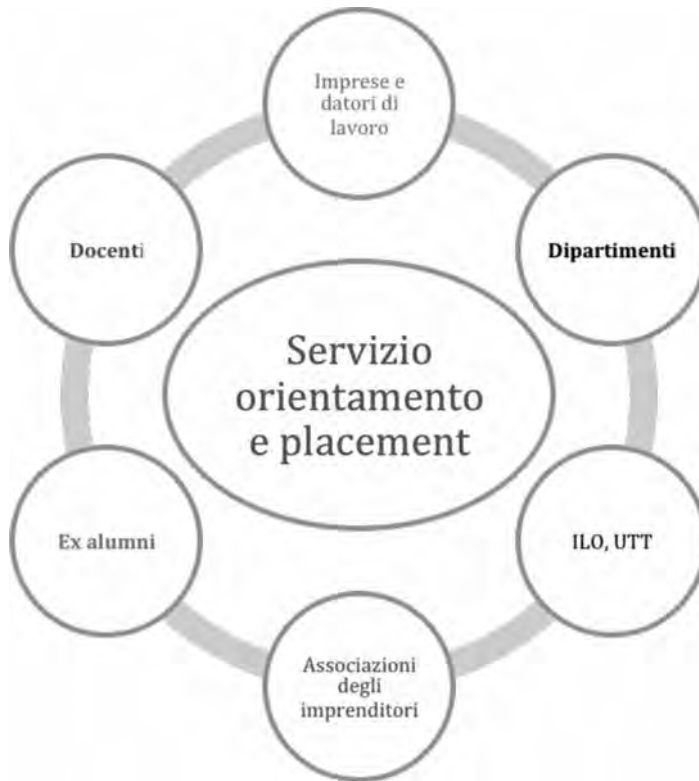 Imprese e
datori di
lavoro
Docenti
Dipartimenti
Servizio
orientamento
e placement
Ex alumni
ILO, UTT
Associazioni
degli
imprenditori